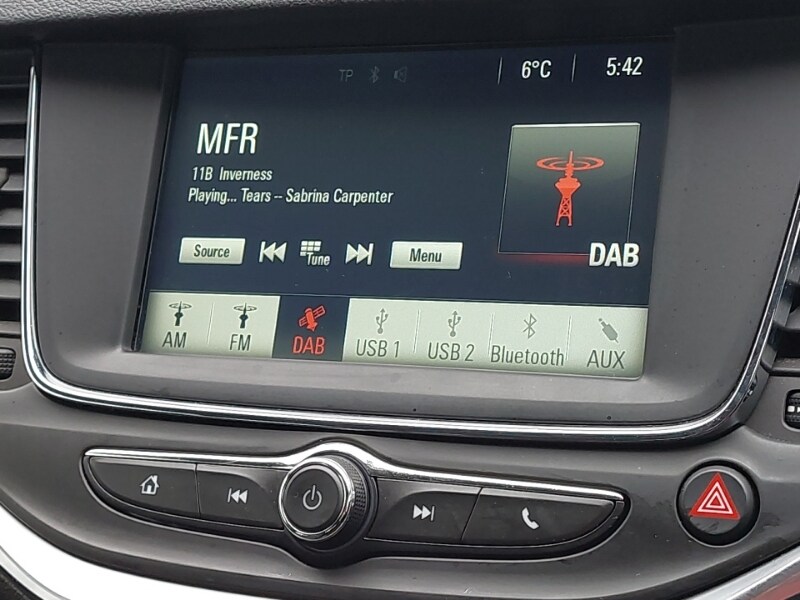 TP 6°C 5:42
MFR
11B Inverness
Playing... Tears -- Sabrina Carpenter
Source Tune Menu
DAB
AM FM DAB USB 1 USB 2 Bluetooth AUX